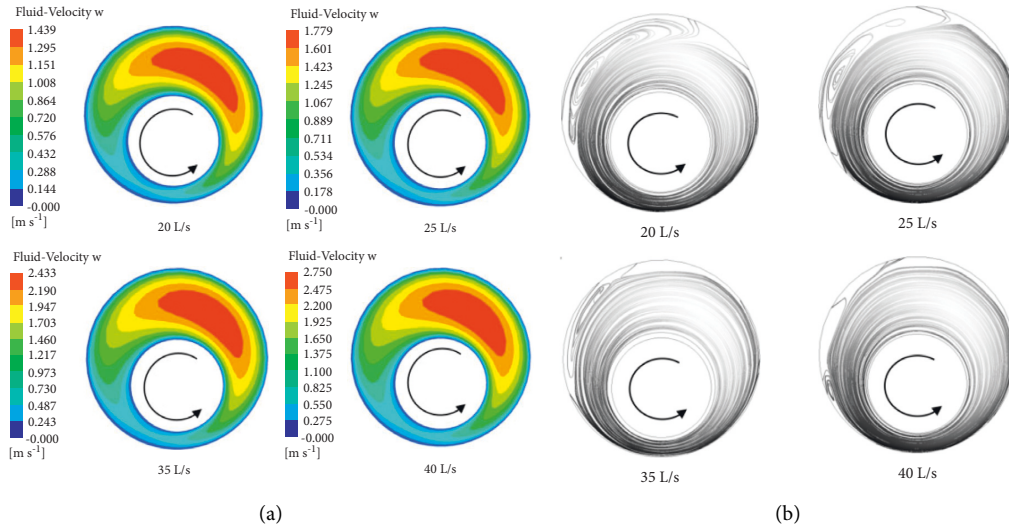 Fluid-Velocity w
1.439
1.295
1.151
1.008
0.864
0.720
0.576
0.432
0.288
0.144
-0.000
[m s⁻¹]
20 L/s
Fluid-Velocity w
1.779
1.601
1.423
1.245
1.067
0.889
0.711
0.534
0.356
0.178
-0.000
[m s⁻¹]
25 L/s
20 L/s
25 L/s
Fluid-Velocity w
2.433
2.190
1.947
1.703
1.460
1.217
0.973
0.730
0.487
0.243
-0.000
[m s⁻¹]
35 L/s
Fluid-Velocity w
2.750
2.475
2.200
1.925
1.650
1.375
1.100
0.825
0.550
0.275
-0.000
[m s⁻¹]
40 L/s
35 L/s
40 L/s
(a)
(b)